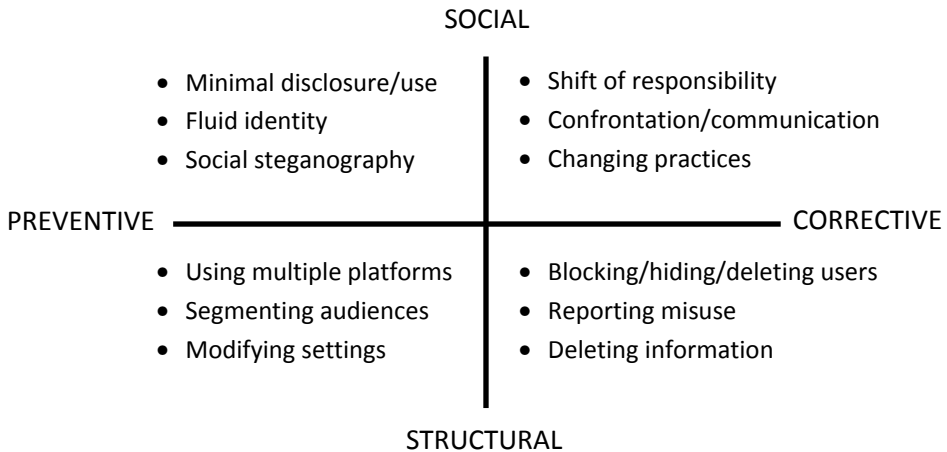 SOCIAL
• Minimal disclosure/use
• Fluid identity
• Social steganography
• Shift of responsibility
• Confrontation/communication
• Changing practices
PREVENTIVE
CORRECTIVE
• Using multiple platforms
• Segmenting audiences
• Modifying settings
• Blocking/hiding/deleting users
• Reporting misuse
• Deleting information
STRUCTURAL